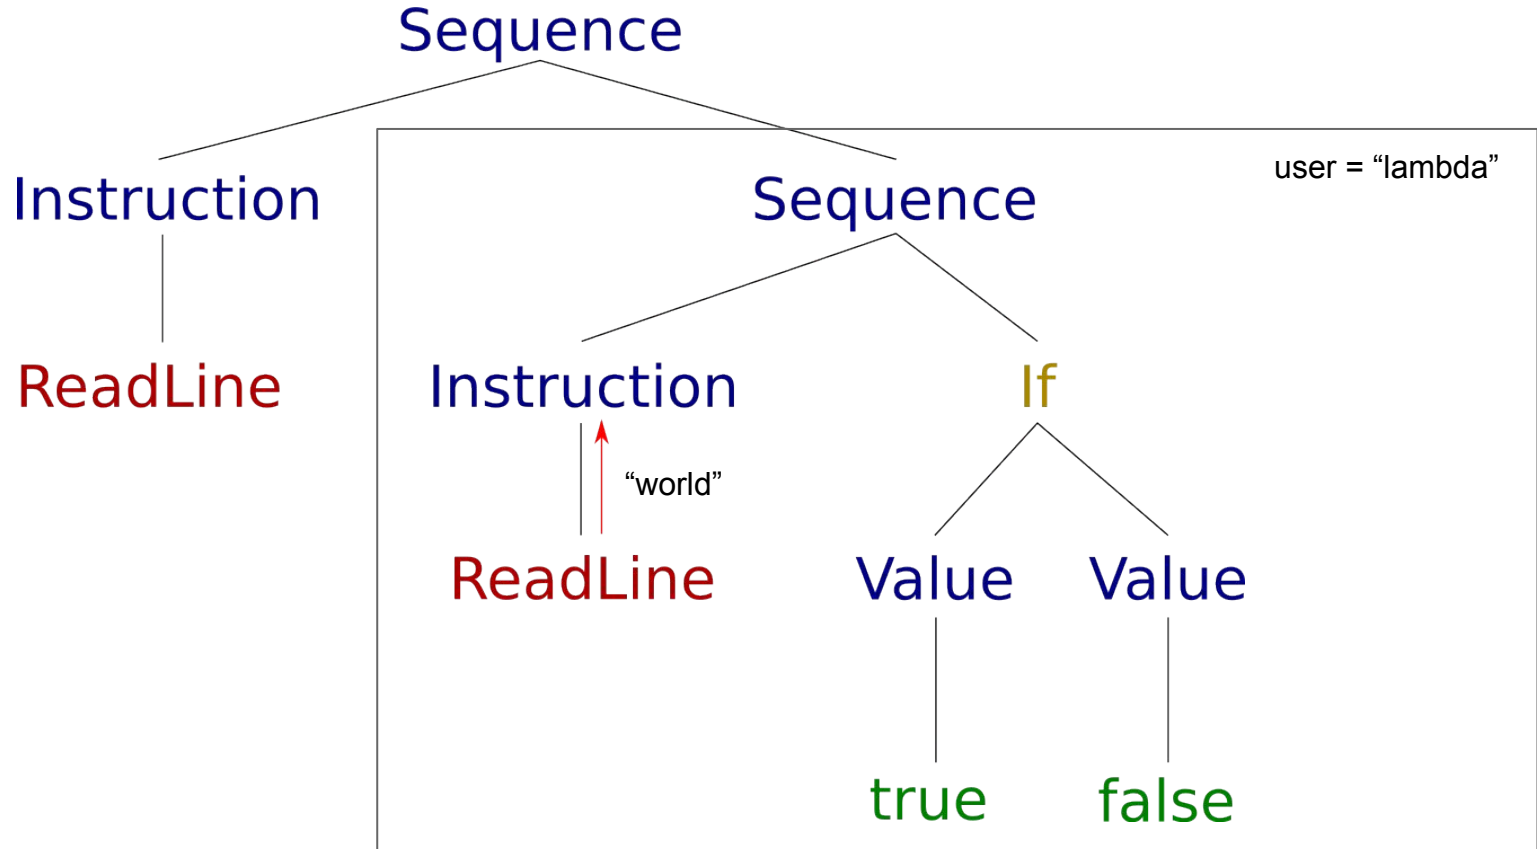 Sequence
user = “lambda”
Instruction
Sequence
ReadLine
Instruction
If
“world”
ReadLine
Value
Value
true
false